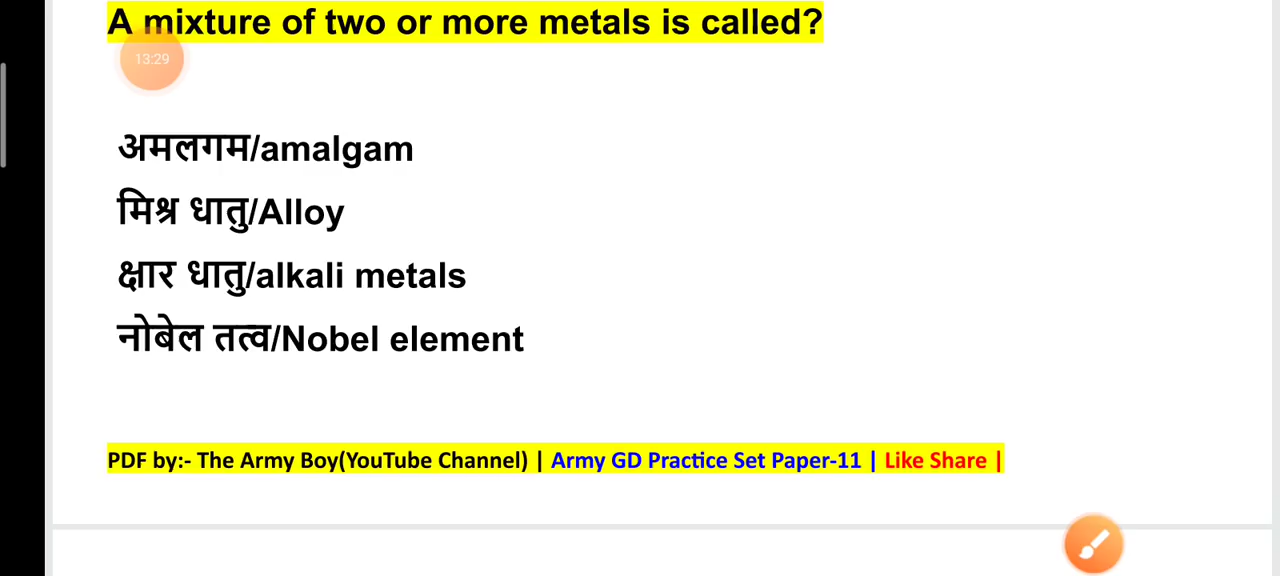 A mixture of two or more metals is called?
13:29
अमलगम/amalgam
मिश्र धातु/Alloy
क्षार धातु/alkali metals
नोबेल तत्व/Nobel element
PDF by:- The Army Boy(YouTube Channel) | Army GD Practice Set Paper-11 | Like Share |